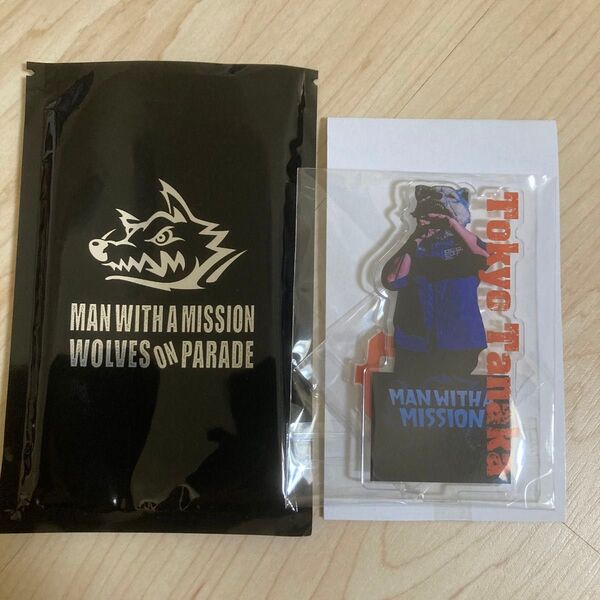 MAN WITH A MISSION
WOLVES ON PARADE
Tokyo Tanaka
MAN WITH A
MISSION